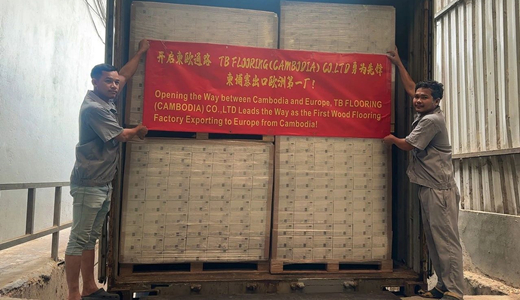 开启柬欧通路 TB FLOORING(CAMBODIA) CO.LTD 勇为先锋
柬埔寨出口欧洲第一厂!
Opening the Way between Cambodia and Europe, TB FLOORING
(CAMBODIA) CO.,LTD Leads the Way as the First Wood Flooring
Factory Exporting to Europe from Cambodia!